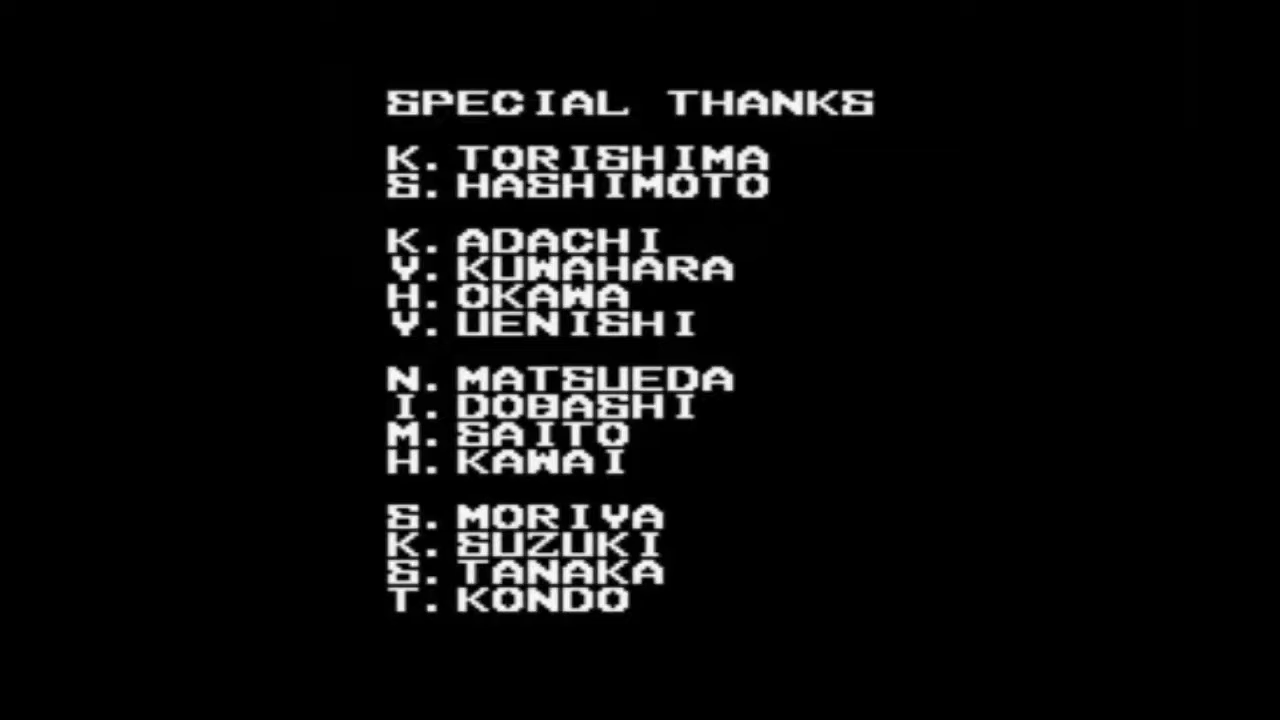 SPECIAL THANKS
K. TORISHIMA
S. HASHIMOTO
K. ADACHI
Y. KUWAHARA
H. OKAWA
Y. UENISHI
N. MATSUEDA
I. DOBASHI
M. SAITO
H. KAWAI
S. MORIYA
K. SUZUKI
S. TANAKA
T. KONDO